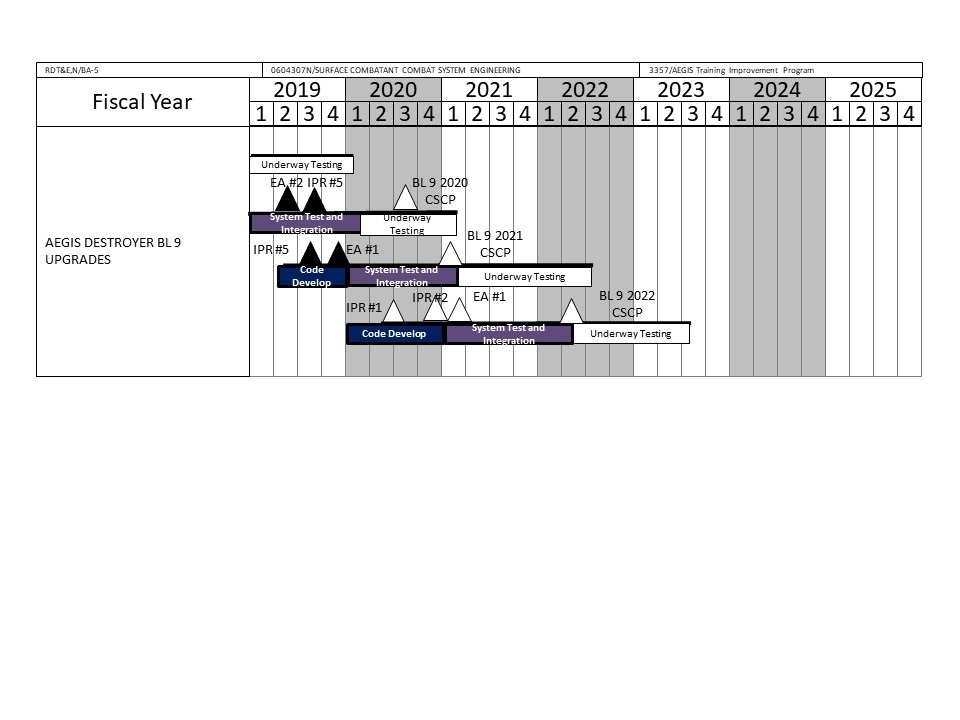 RDT&E,N/BA-5 0604307N/SURFACE COMBATANT COMBAT SYSTEM ENGINEERING 3357/AEGIS Training Improvement Program
Fiscal Year 2019 2020 2021 2022 2023 2024 2025
1 2 3 4 1 2 3 4 1 2 3 4 1 2 3 4 1 2 3 4 1 2 3 4 1 2 3 4
Underway Testing
EA #2 IPR #5 BL 9 2020
CSCP
System Test and
Integration
Underway
Testing
AEGIS DESTROYER BL 9
UPGRADES
IPR #5 EA #1 BL 9 2021
CSCP
Code
Develop
System Test and
Integration
Underway Testing
IPR #1 IPR #2 EA #1 BL 9 2022
CSCP
Code Develop
System Test and
Integration
Underway Testing